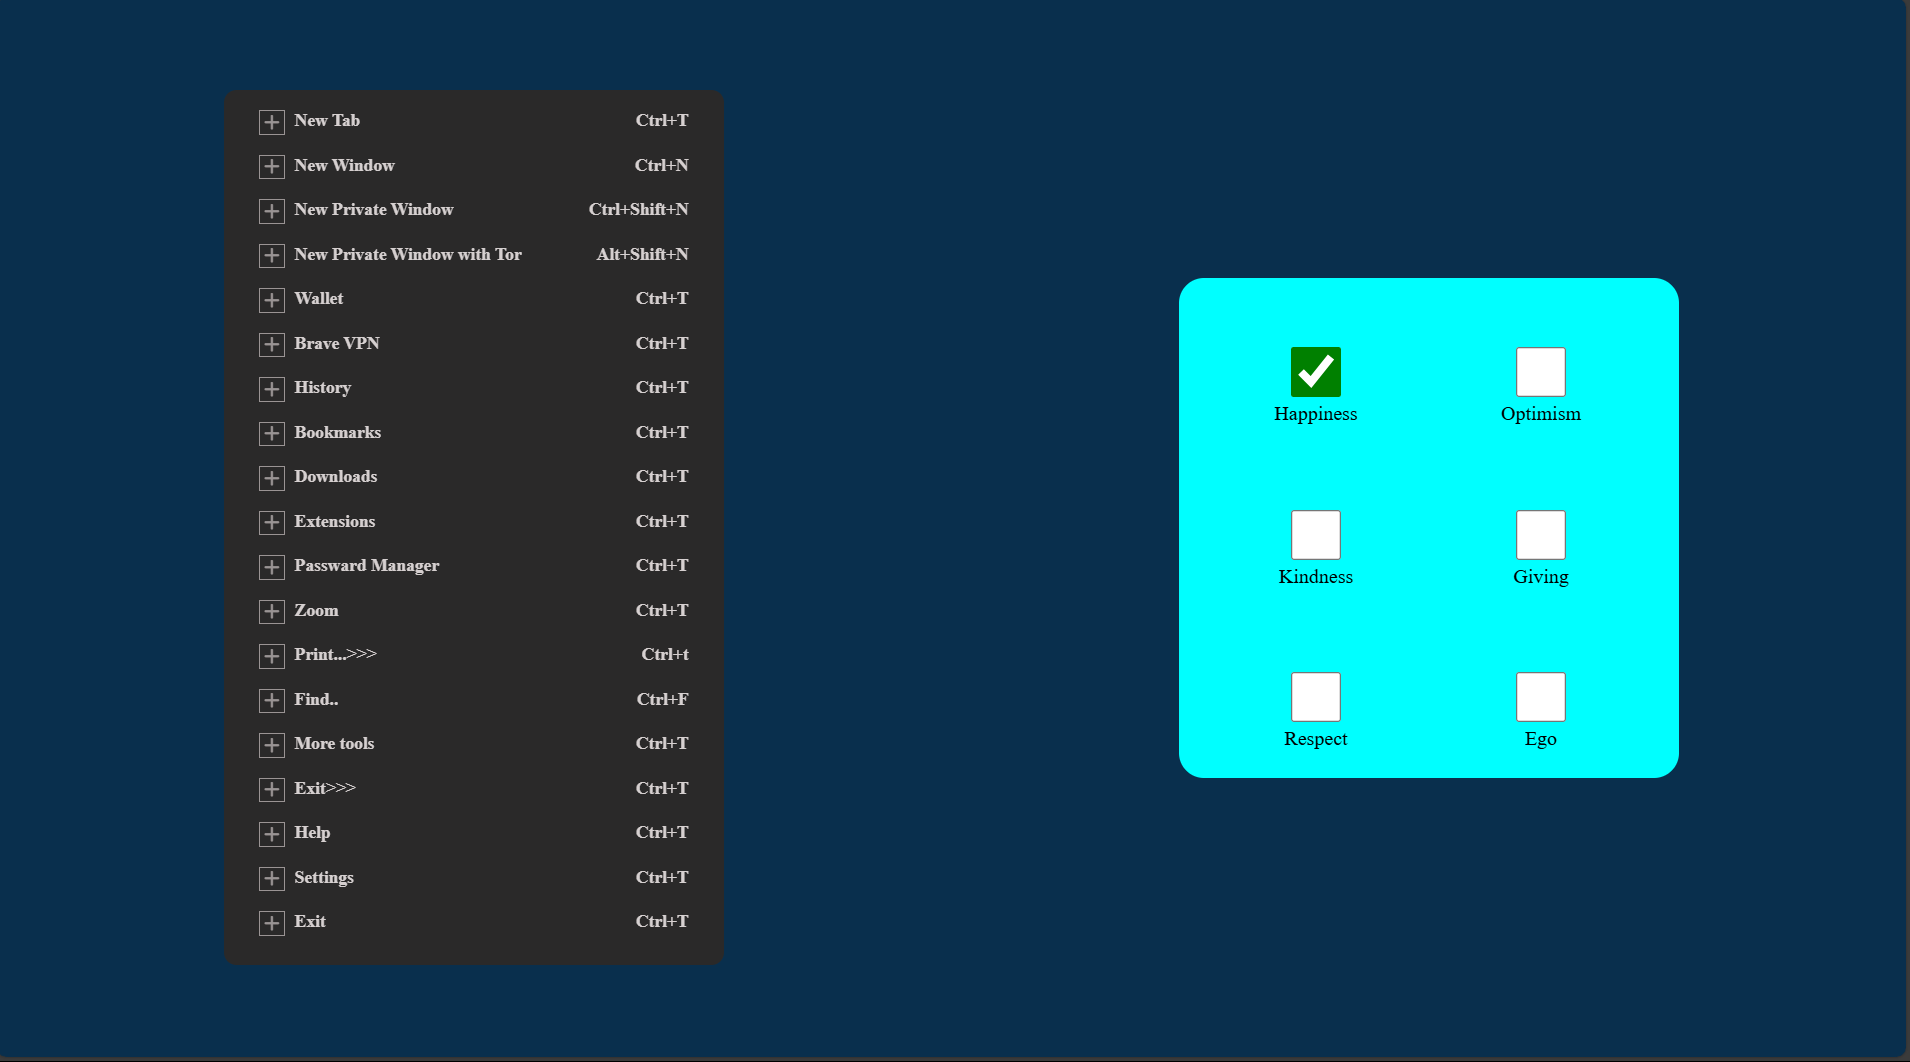 New Tab Ctrl+T
New Window Ctrl+N
New Private Window Ctrl+Shift+N
New Private Window with Tor Alt+Shift+N
Wallet Ctrl+T
Brave VPN Ctrl+T
History Ctrl+T
Bookmarks Ctrl+T
Downloads Ctrl+T
Extensions Ctrl+T
Passward Manager Ctrl+T
Zoom Ctrl+T
Print...>>> Ctrl+t
Find.. Ctrl+F
More tools Ctrl+T
Exit>>> Ctrl+T
Help Ctrl+T
Settings Ctrl+T
Exit Ctrl+T
Happiness Optimism
Kindness Giving
Respect Ego